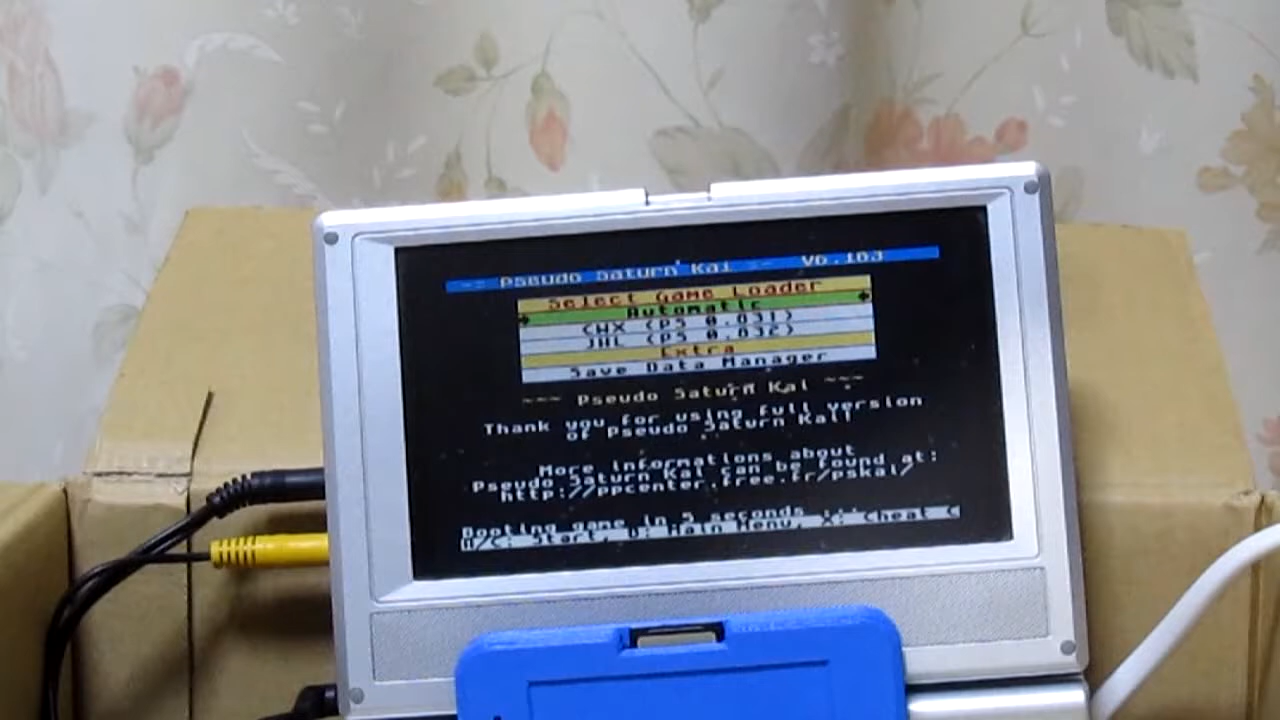 -= Pseudo Saturn Kai =- V6.163
Select Game Loader
Automatic
CWX (PS 0.831)
JHL (PS 0.832)
Extra
Save Data Manager
~~~ Pseudo Saturn Kai ~~~
Thank you for using full version
of Pseudo Saturn Kai!
More informations about
Pseudo Saturn Kai can be found at:
http://ppcenter.free.fr/pskai/
Booting game in 5 seconds ...
A/C: Start, B: Main Menu, X: Cheat C